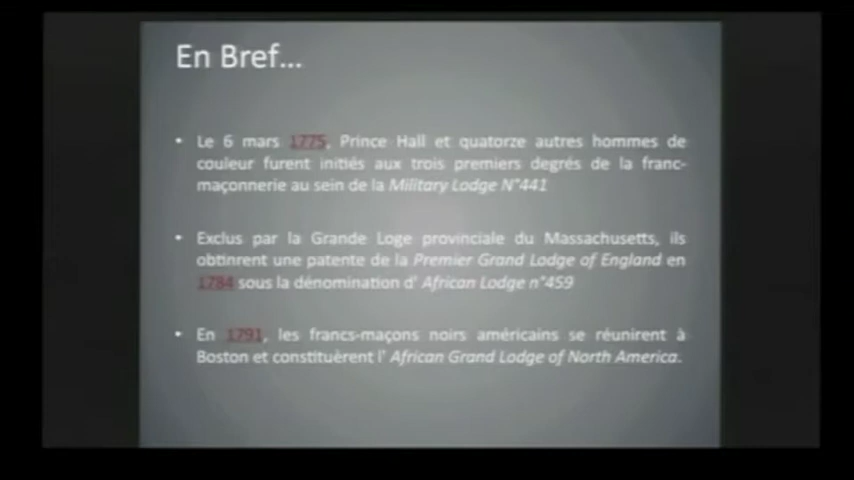 En Bref...
• Le 6 mars 1775, Prince Hall et quatorze autres hommes de
couleur furent initiés aux trois premiers degrés de la franc-
maçonnerie au sein de la Military Lodge N°441
• Exclus par la Grande Loge provinciale du Massachusetts, ils
obtinrent une patente de la Premier Grand Lodge of England en
1784 sous la dénomination d' African Lodge n°459
• En 1791, les francs-maçons noirs américains se réunirent à
Boston et constituèrent l' African Grand Lodge of North America.